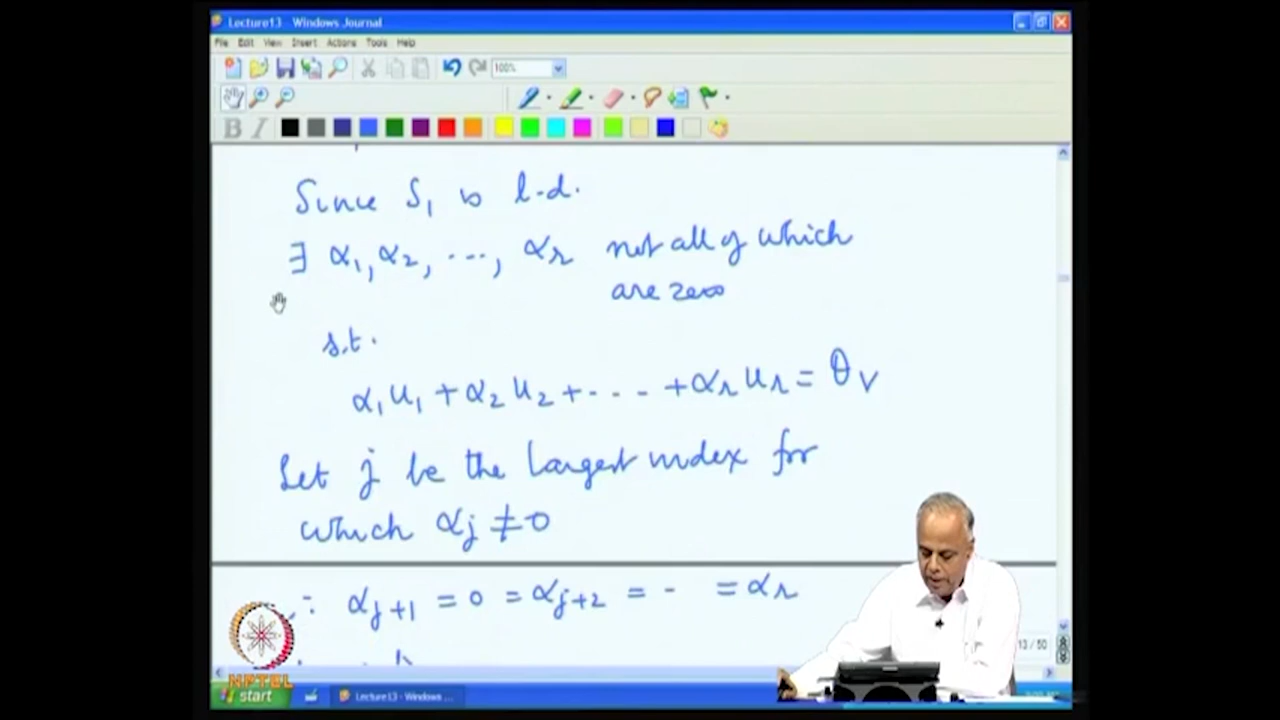 Lecture13 - Windows Journal
File Edit View Insert Actions Tools Help
100%
B I
Since S₁ is l.d.
∃ α₁, α₂, ..., αᵣ not all of which
are zero
s.t.
α₁u₁ + α₂u₂ + ... + αᵣuᵣ = θ_V
Let j be the largest index for
which αⱼ ≠ 0
∴ αⱼ₊₁ = 0 = αⱼ₊₂ = - = αᵣ
13 / 50
NPTEL
start Lecture13 - Windows ...